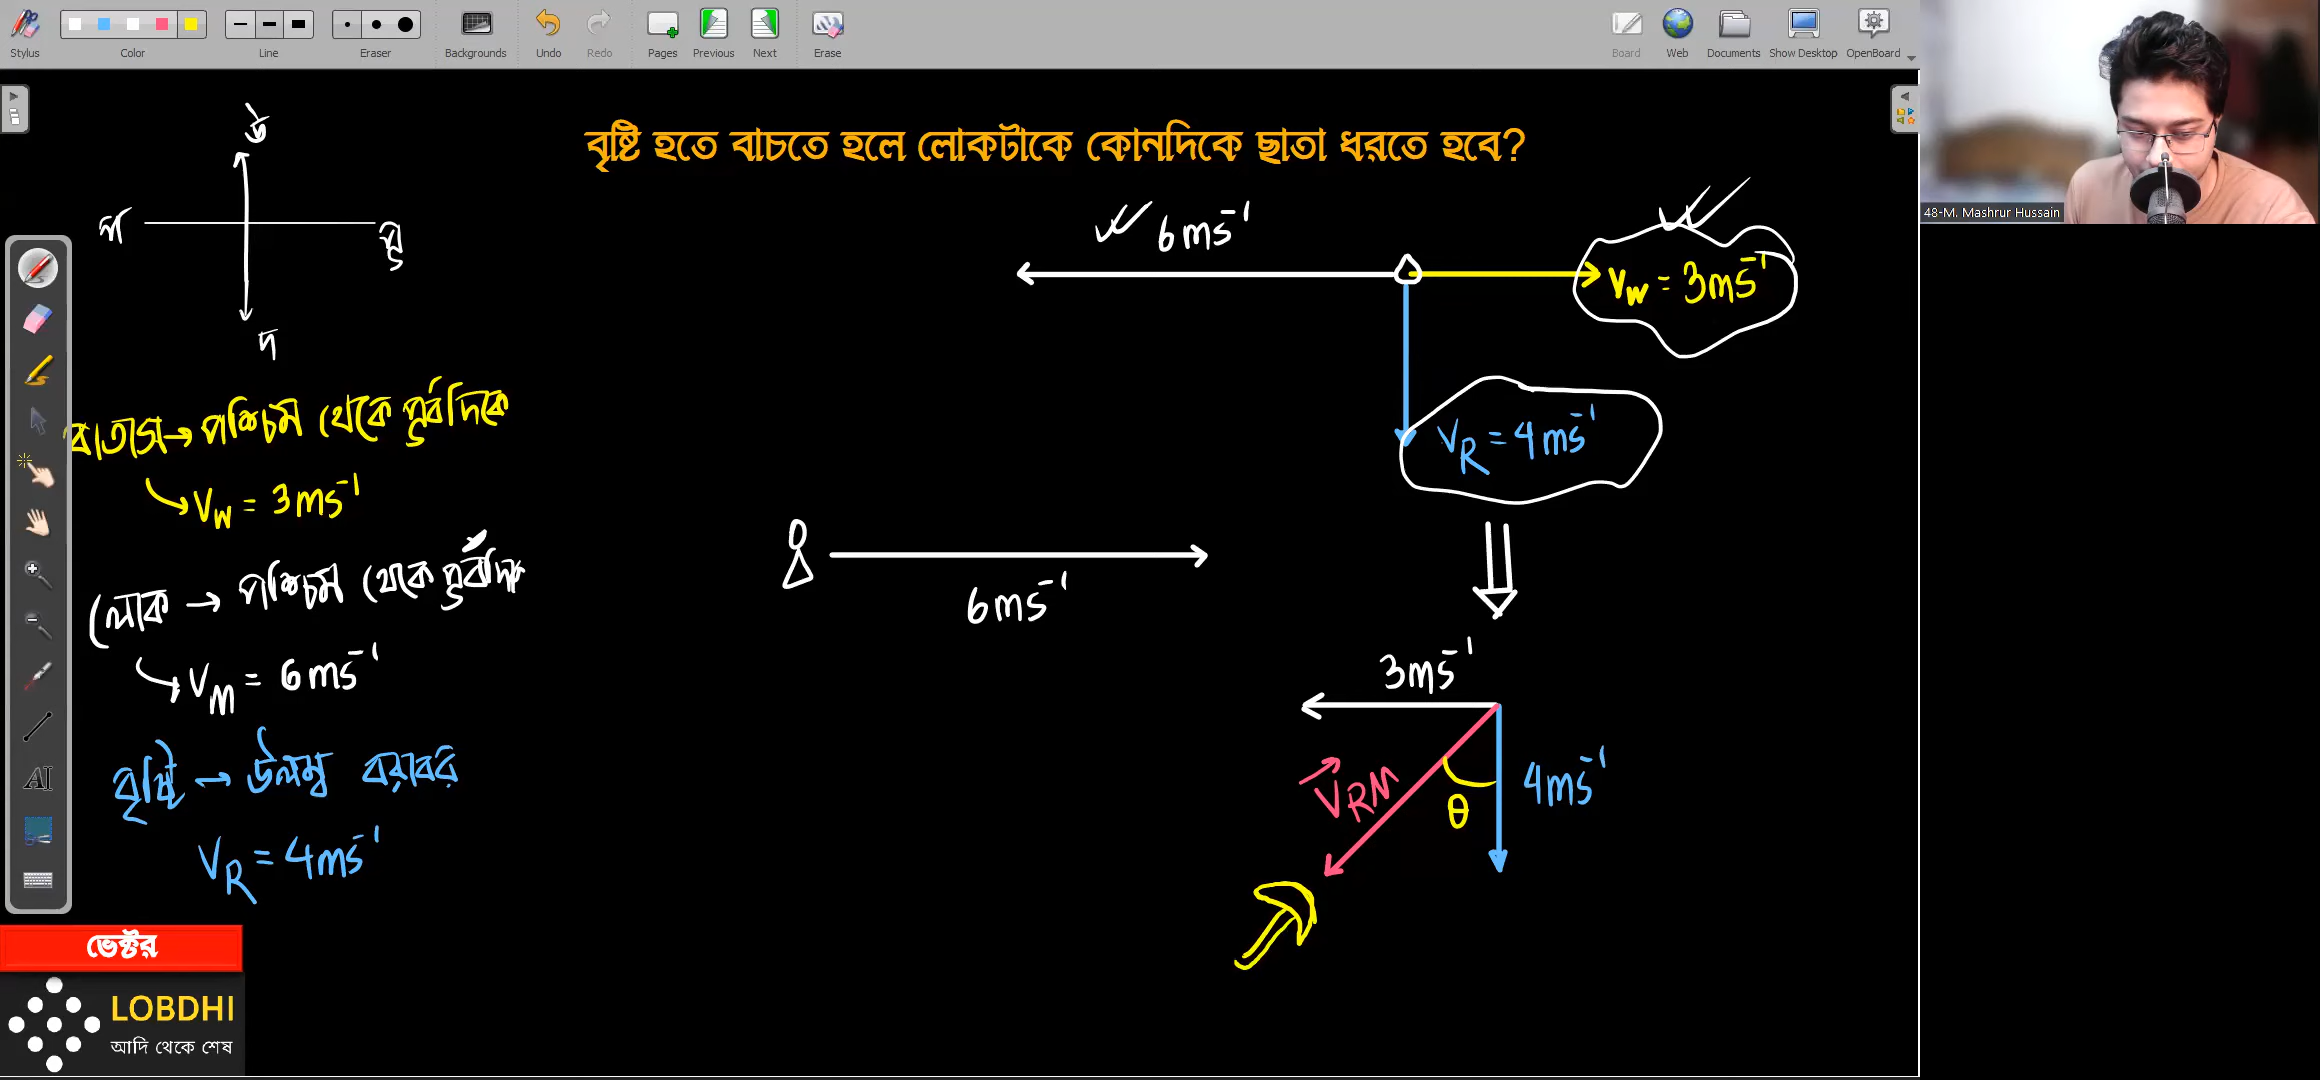 Stylus
Color
Line
Eraser
Backgrounds
Undo
Redo
Pages
Previous
Next
Erase
Board
Web
Documents
Show Desktop
OpenBoard
48-M. Mashrur Hussain
বৃষ্টি হতে বাচতে হলে লোকটাকে কোনদিকে ছাতা ধরতে হবে?
উ
প
পূ
দ
6ms⁻¹
V_W = 3ms⁻¹
V_R = 4ms⁻¹
বাতাস → পশ্চিম থেকে পূর্বদিকে
V_W = 3ms⁻¹
লোক → পশ্চিম থেকে পূর্বদিকে
V_M = 6ms⁻¹
বৃষ্টি → উলম্ব বরাবর
V_R = 4ms⁻¹
6ms⁻¹
3ms⁻¹
4ms⁻¹
V_RM
θ
AI
ভেক্টর
LOBDHI
আদি থেকে শেষ